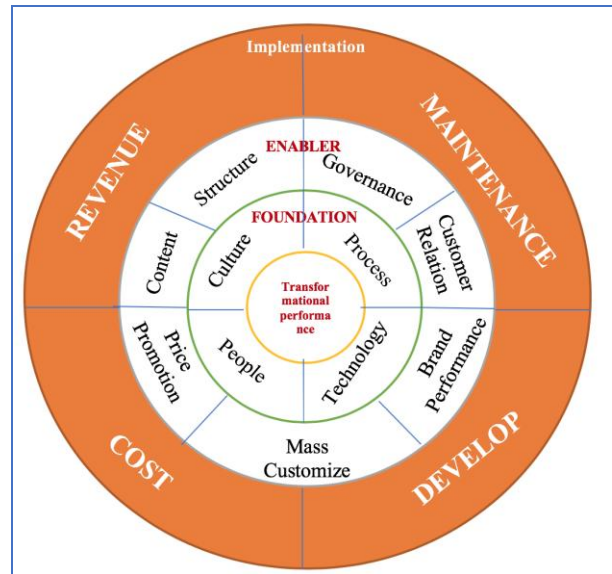 Implementation
REVENUE
MAINTENANCE
ENABLER
Structure
Governance
FOUNDATION
Content
Culture
Process
Customer
Relation
Transfor
mational
performa
nce
Price
Promotion
People
Technology
Brand
Performance
Mass
Customize
COST
DEVELOP